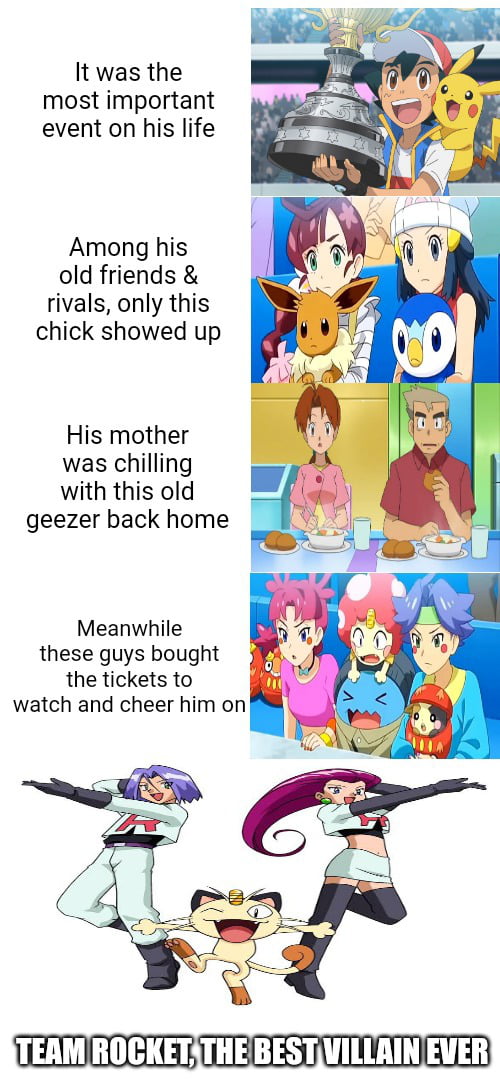 It was the
most important
event on his life
Among his
old friends &
rivals, only this
chick showed up
His mother
was chilling
with this old
geezer back home
Meanwhile
these guys bought
the tickets to
watch and cheer him on
TEAM ROCKET, THE BEST VILLAIN EVER